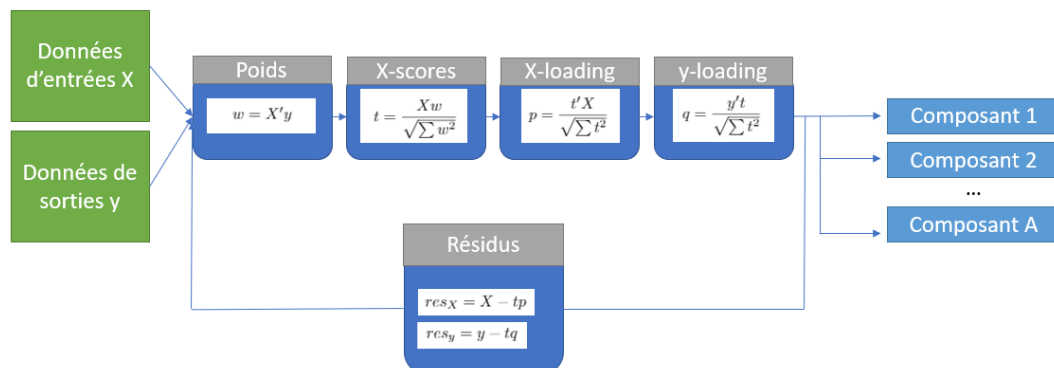 Données
d'entrées X
Données de
sorties y
Poids
w = X'y
X-scores
t = Xw / √∑ w²
X-loading
p = t'X / √∑ t²
y-loading
q = y't / √∑ t²
Composant 1
Composant 2
...
Composant A
Résidus
res_X = X − tp
res_y = y − tq